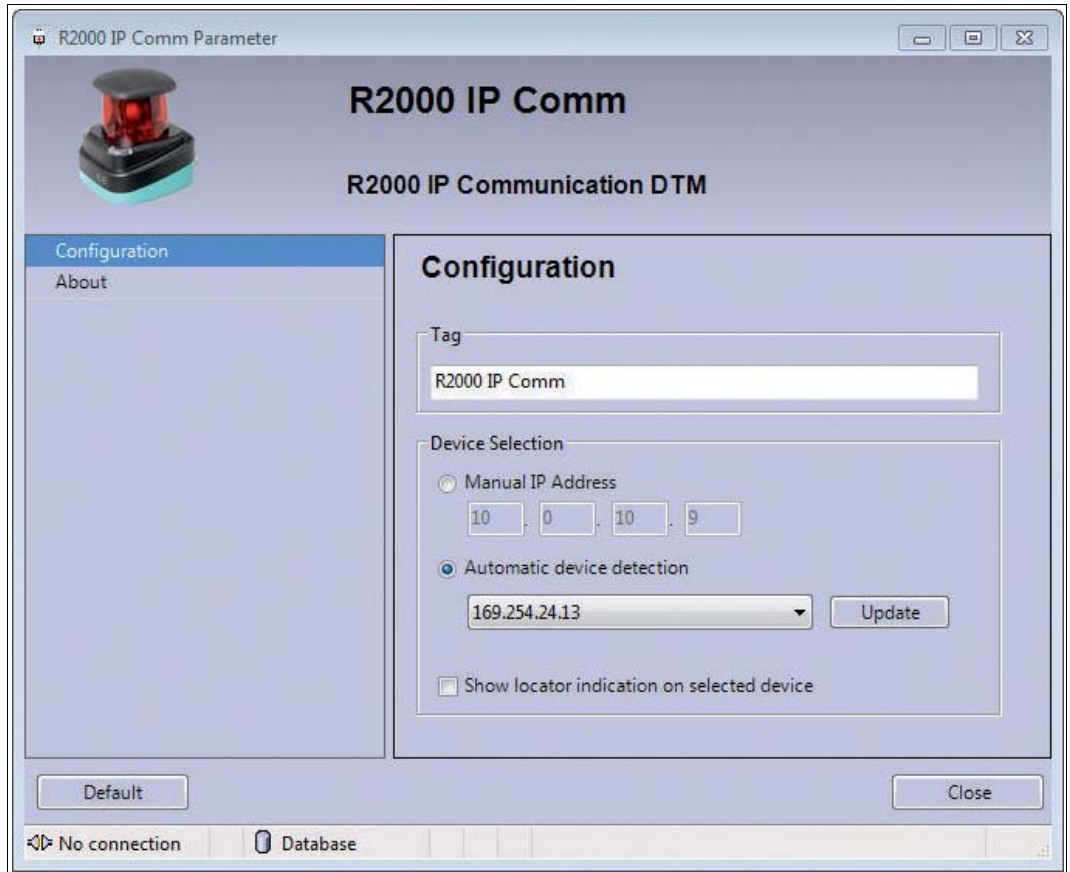 R2000 IP Comm Parameter
R2000 IP Comm
R2000 IP Communication DTM
Configuration
About
Configuration
Tag
R2000 IP Comm
Device Selection
Manual IP Address
10 . 0 . 10 . 9
Automatic device detection
169.254.24.13
Update
Show locator indication on selected device
Default
Close
No connection
Database